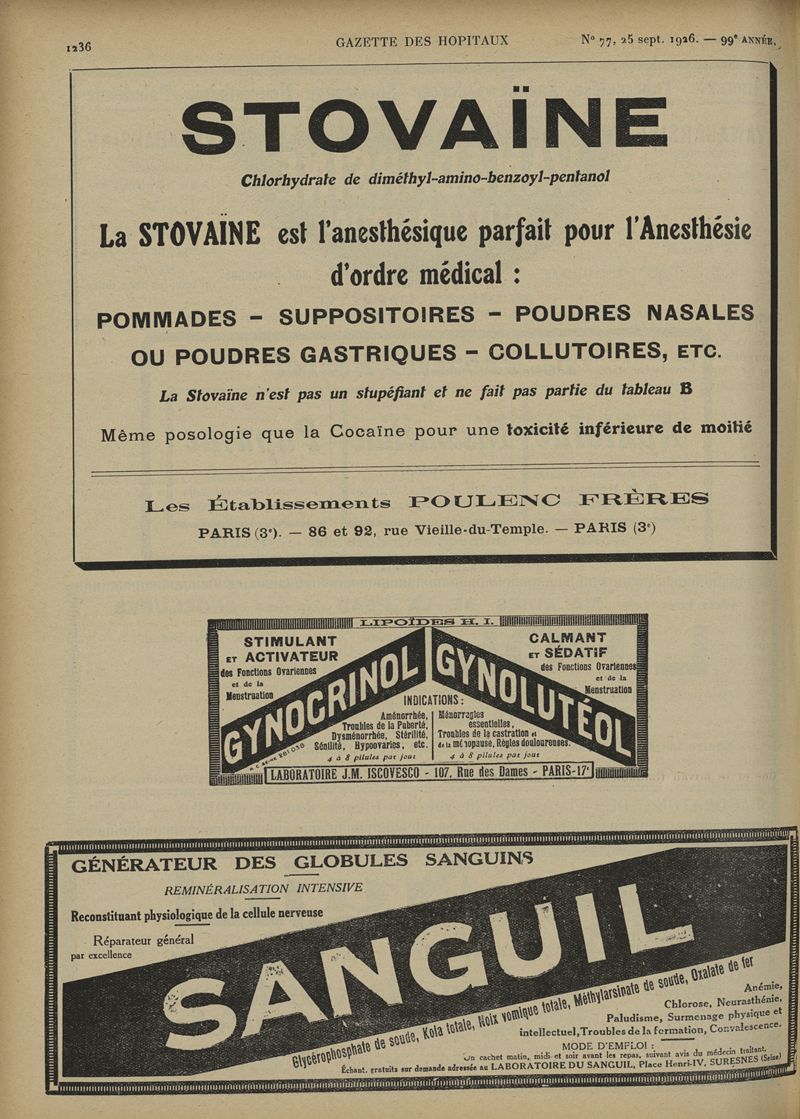 1236
GAZETTE DES HOPITAUX
N° 77, 25 sept. 1926. — 99e ANNÉE.
STOVAÏNE
Chlorhydrate de diméthyl-amino-benzoyl-pentanol
La STOVAÏNE est l'anesthésique parfait pour l'Anesthésie
d'ordre médical :
POMMADES - SUPPOSITOIRES - POUDRES NASALES
OU POUDRES GASTRIQUES - COLLUTOIRES, ETC.
La Stovaïne n'est pas un stupéfiant et ne fait pas partie du tableau B
Même posologie que la Cocaïne pour une toxicité inférieure de moitié
Les Établissements POULENC FRÈRES
PARIS (3e). — 86 et 92, rue Vieille-du-Temple. — PARIS (3e)
LIPOÏDES H. I.
STIMULANT
ET ACTIVATEUR
des Fonctions Ovariennes
et de la
Menstruation
GYNOCRINOL
CALMANT
ET SÉDATIF
des Fonctions Ovariennes
et de la
Menstruation
GYNOLUTÉOL
INDICATIONS:
Aménorrhée,
Troubles de la Puberté,
Dysménorrhée, Stérilité,
Sénilité, Hypoovaries, etc.
4 à 8 pilules par jour
Ménorragies
essentielles,
Troubles de la castration et
de la ménopause, Règles douloureuses.
4 à 8 pilules par jour
LABORATOIRE J.M. ISCOVESCO - 107, Rue des Dames - PARIS-17e
GÉNÉRATEUR DES GLOBULES SANGUINS
REMINÉRALISATION INTENSIVE
Reconstituant physiologique de la cellule nerveuse
Réparateur général
par excellence
SANGUIL
Glycérophosphate de soude, Kola totale, Noix vomique totale, Méthylarsinate de soude, Oxalate de fer
Anémie,
Chlorose, Neurasthénie,
Paludisme, Surmenage physique et
intellectuel, Troubles de la formation, Convalescence.
MODE D'EMPLOI :
Un cachet matin, midi et soir avant les repas, suivant avis du médecin traitant.
Échant. gratuits sur demande adressée au LABORATOIRE DU SANGUIL, Place Henri-IV, SURESNES (Seine)